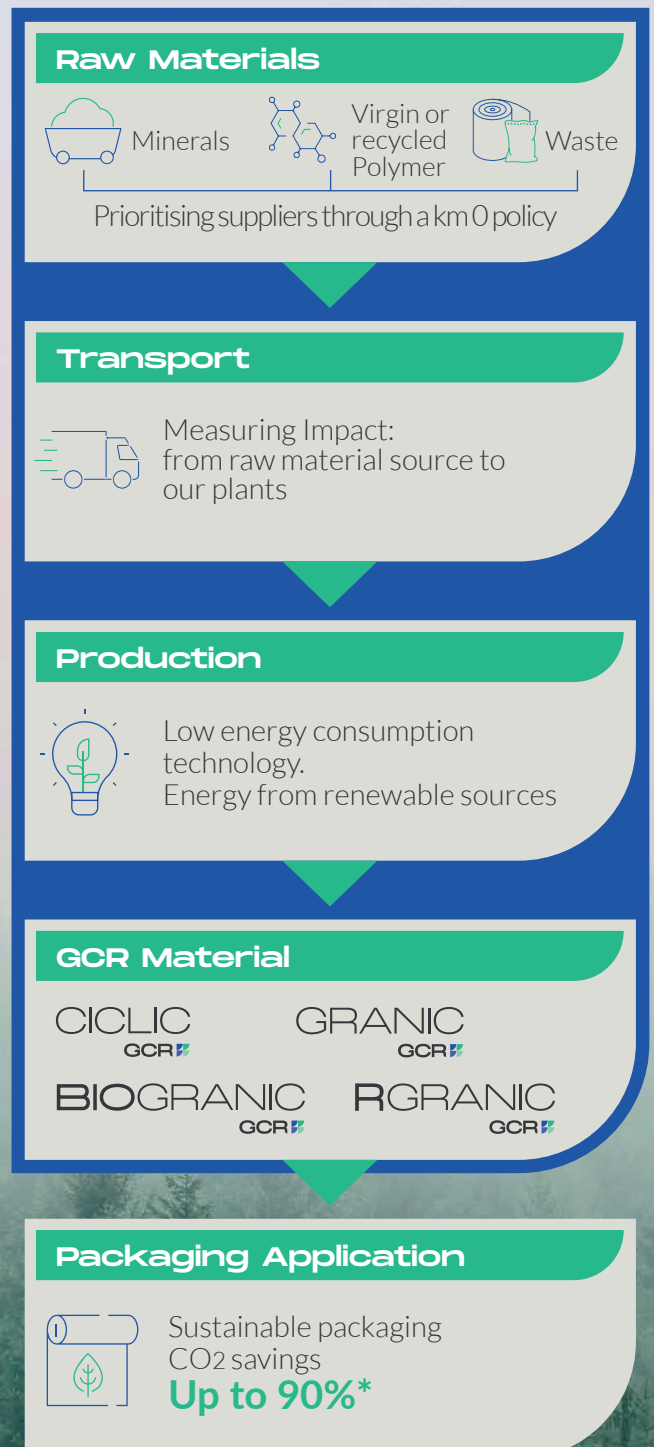 Raw Materials
Minerals
Virgin or
recycled
Polymer
Waste
Prioritising suppliers through a km 0 policy
Transport
Measuring Impact:
from raw material source to
our plants
Production
Low energy consumption
technology.
Energy from renewable sources
GCR Material
CICLIC
GCR
GRANIC
GCR
BIOGRANIC
GCR
RGRANIC
GCR
Packaging Application
Sustainable packaging
CO2 savings
Up to 90%*